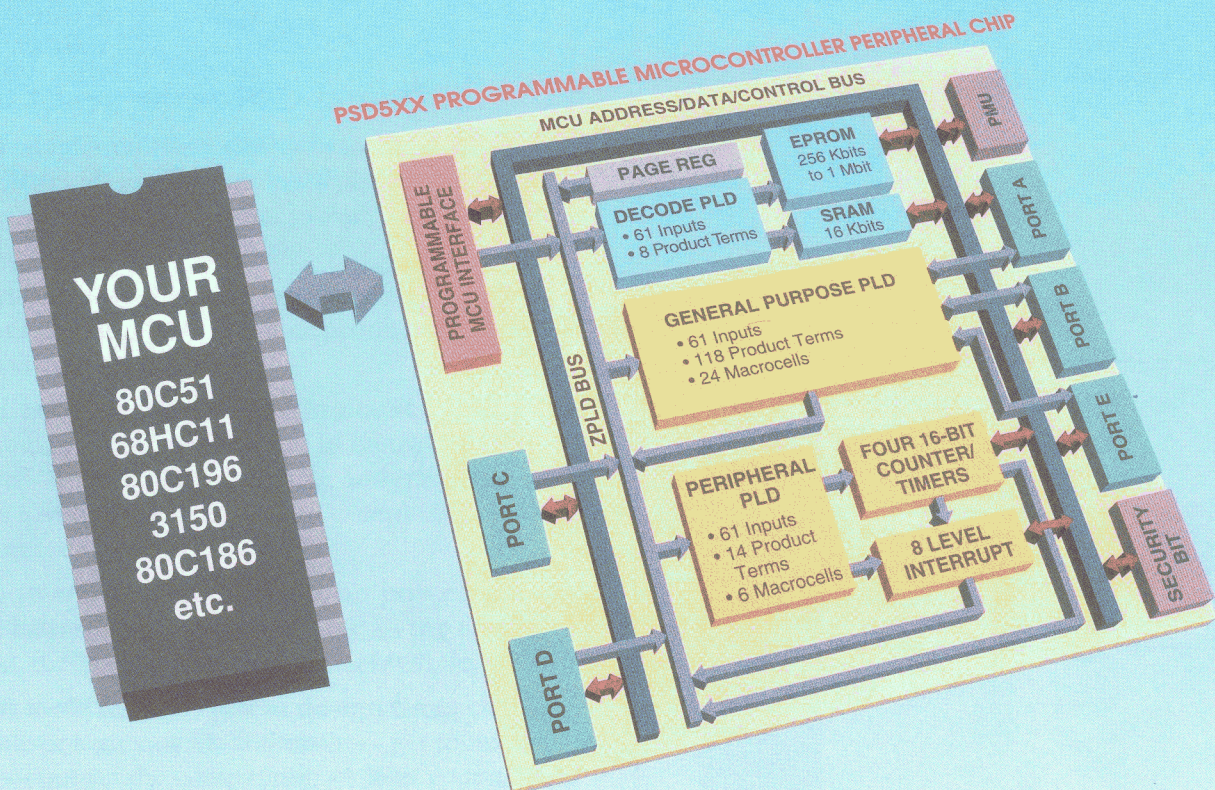 PSD5XX PROGRAMMABLE MICROCONTROLLER PERIPHERAL CHIP
MCU ADDRESS/DATA/CONTROL BUS
YOUR
MCU
80C51
68HC11
80C196
3150
80C186
etc.
PROGRAMMABLE
MCU INTERFACE
PAGE REG
DECODE PLD
• 61 Inputs
• 8 Product Terms
EPROM
256 Kbits
to 1 Mbit
SRAM
16 Kbits
PMU
PORT A
PORT B
PORT E
SECURITY
BIT
ZPLD BUS
GENERAL PURPOSE PLD
• 61 Inputs
• 118 Product Terms
• 24 Macrocells
PORT C
PORT D
PERIPHERAL
PLD
• 61 Inputs
• 14 Product
Terms
• 6 Macrocells
FOUR 16-BIT
COUNTER/
TIMERS
8 LEVEL
INTERRUPT